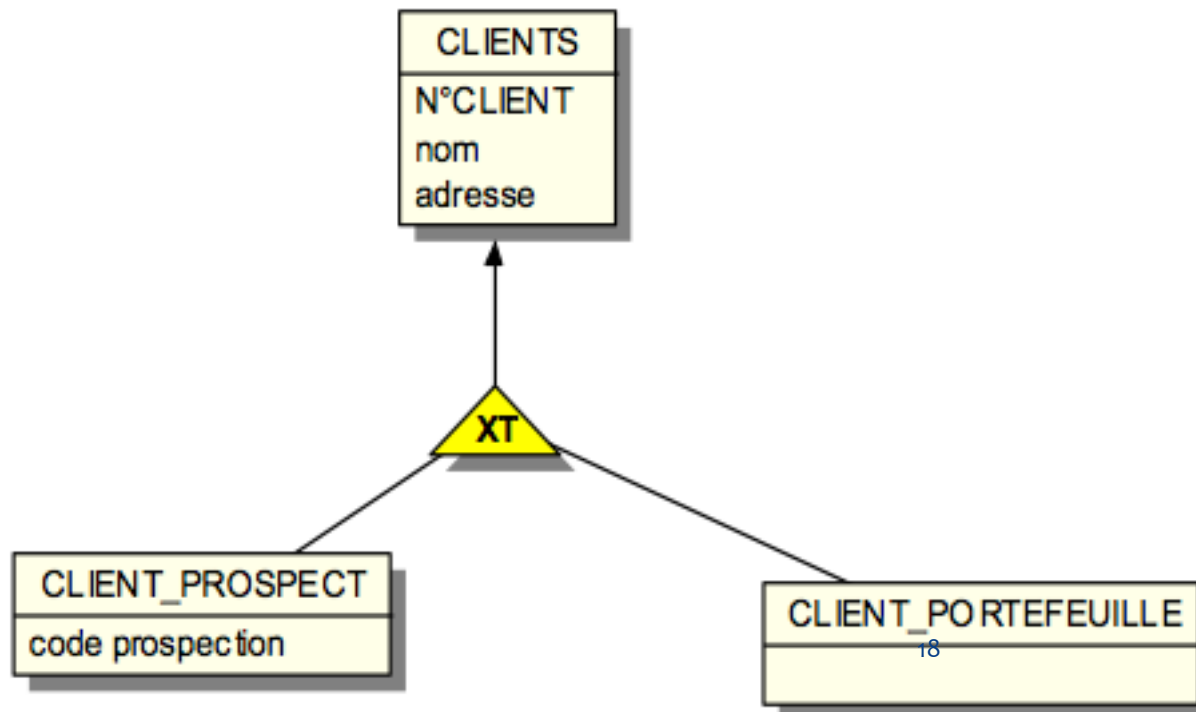 CLIENTS
N°CLIENT
nom
adresse
XT
CLIENT_PROSPECT
code prospection
CLIENT_PORTEFEUILLE
18